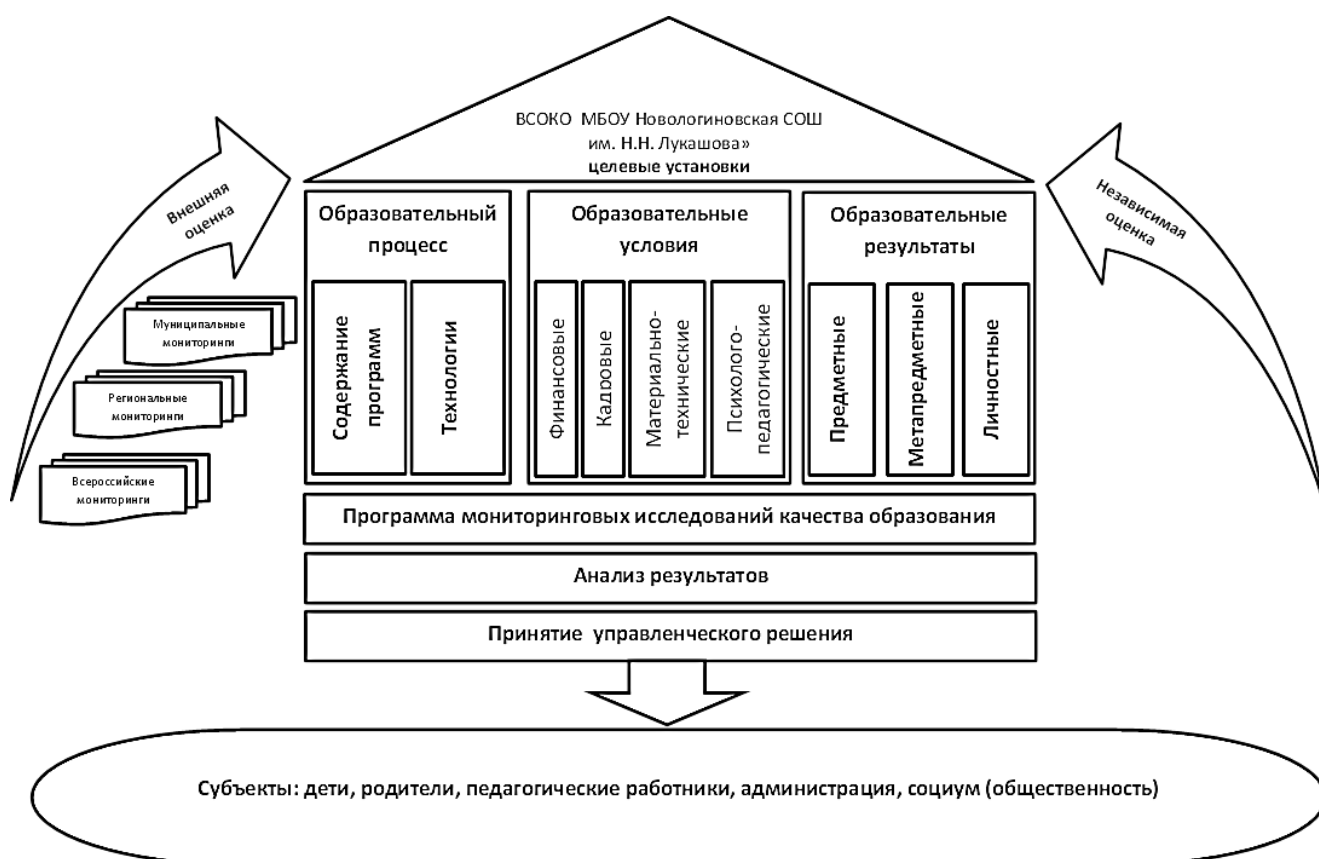 ВСОКО МБОУ Новологиновская СОШ
им. Н.Н. Лукашова»
целевые установки
Внешняя
оценка
Независимая
оценка
Муниципальные
мониторинги
Региональные
мониторинги
Всероссийские
мониторинги
Образовательный
процесс
Содержание
программ
Технологии
Образовательные
условия
Финансовые
Кадровые
Материально-
технические
Психолого-
педагогические
Образовательные
результаты
Предметные
Метапредметные
Личностные
Программа мониторинговых исследований качества образования
Анализ результатов
Принятие управленческого решения
Субъекты: дети, родители, педагогические работники, администрация, социум (общественность)